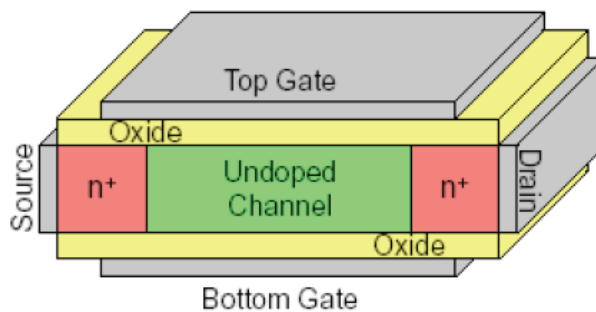 Top Gate
Oxide
Source
n+
Undoped
Channel
n+
Drain
Oxide
Bottom Gate